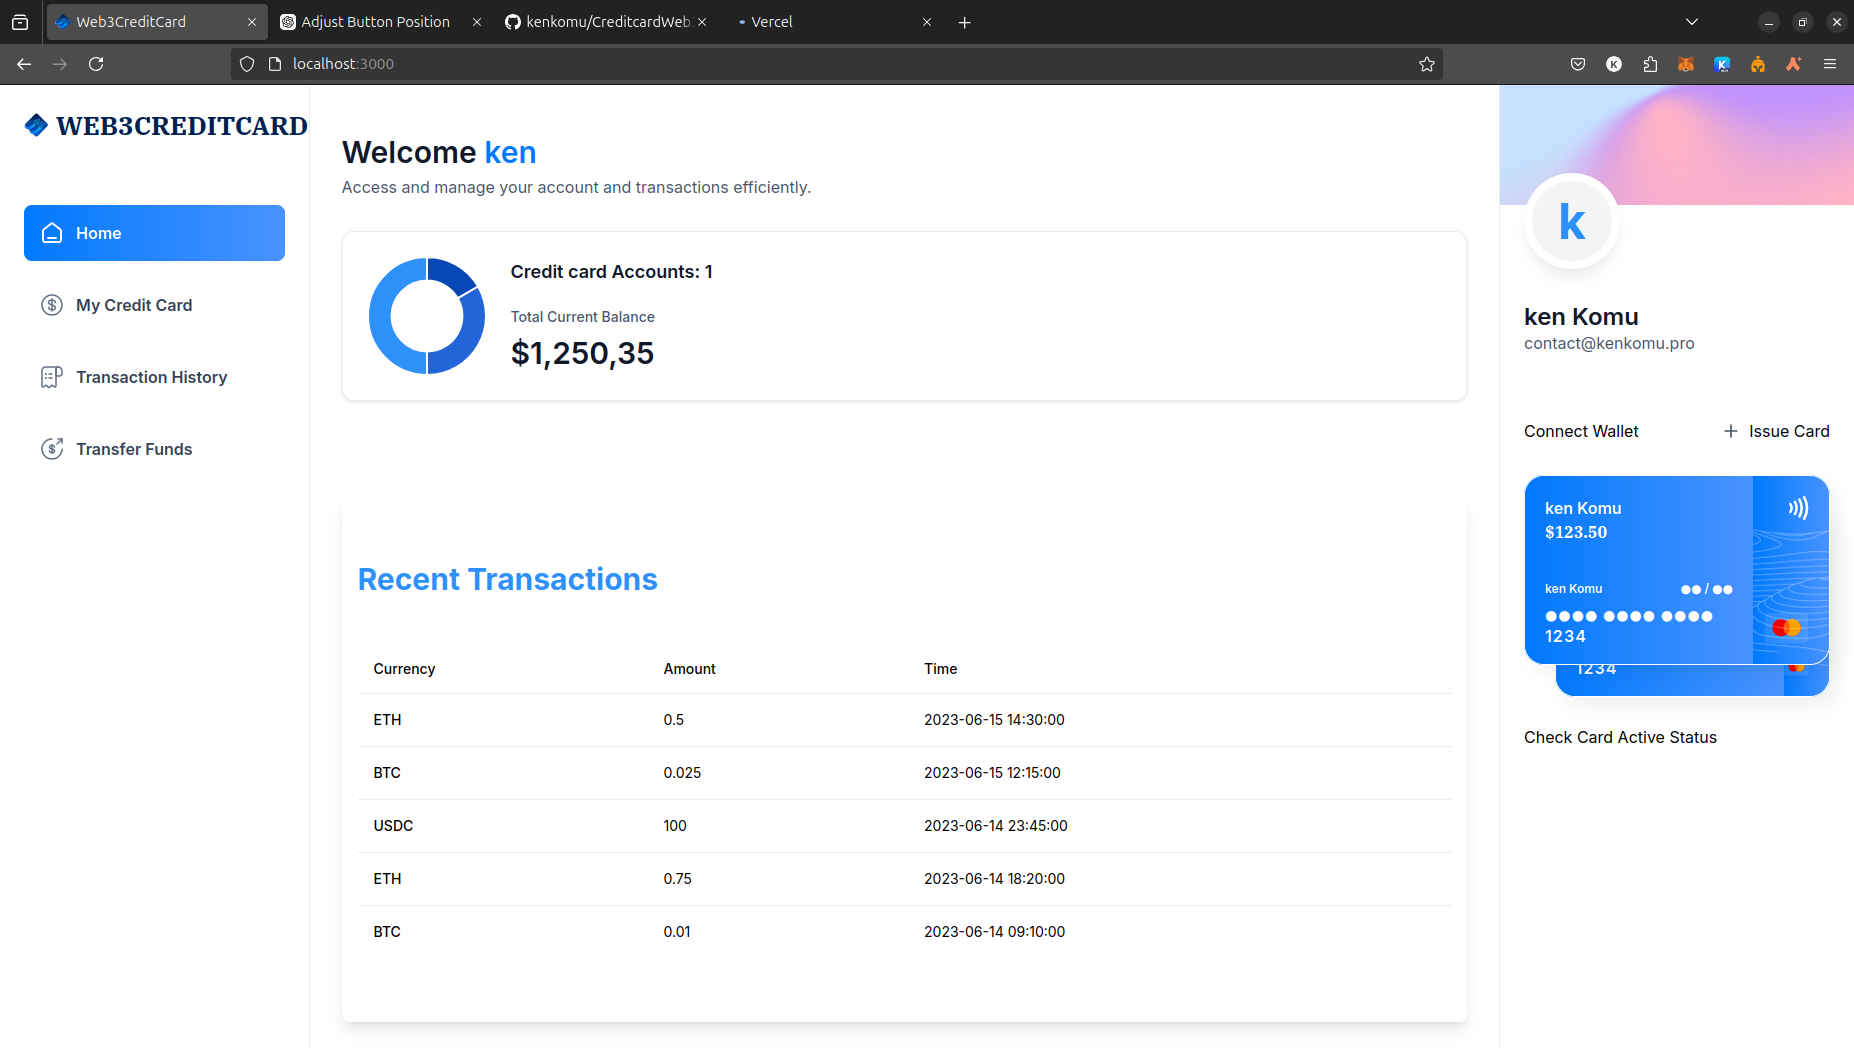 Web3CreditCard
Adjust Button Position
kenkomu/CreditcardWeb
Vercel
localhost:3000
K
K
WEB3CREDITCARD
Home
My Credit Card
Transaction History
Transfer Funds
Welcome ken
Access and manage your account and transactions efficiently.
Credit card Accounts: 1
Total Current Balance
$1,250,35
Recent Transactions
Currency Amount Time
ETH 0.5 2023-06-15 14:30:00
BTC 0.025 2023-06-15 12:15:00
USDC 100 2023-06-14 23:45:00
ETH 0.75 2023-06-14 18:20:00
BTC 0.01 2023-06-14 09:10:00
k
ken Komu
contact@kenkomu.pro
Connect Wallet
+ Issue Card
ken Komu
$123.50
ken Komu ●● / ●●
●●●● ●●●● ●●●●
1234
1234
Check Card Active Status